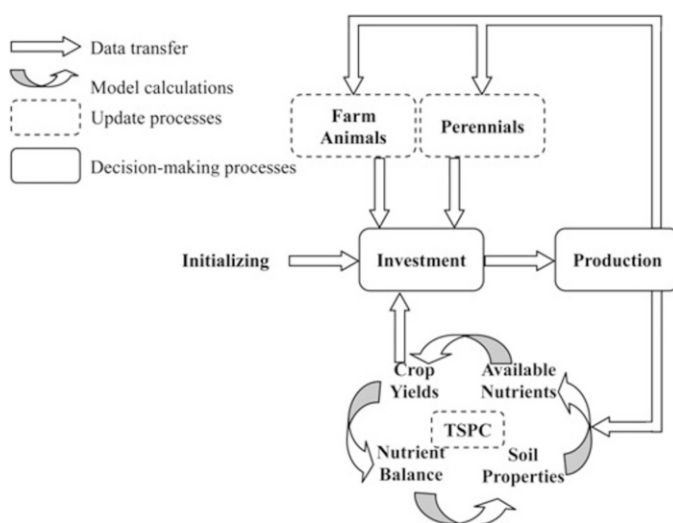 Data transfer
Model calculations
Update processes
Decision-making processes
Farm
Animals
Perennials
Initializing
Investment
Production
Crop
Yields
Available
Nutrients
TSPC
Nutrient
Balance
Soil
Properties